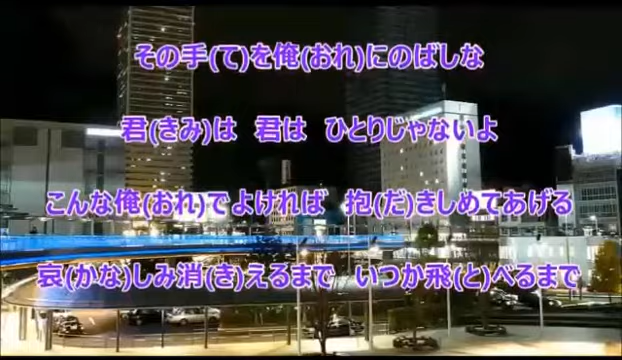 その手(て)を俺(おれ)にのばしな
君(きみ)は　君は　ひとりじゃないよ
こんな俺(おれ)でよければ　抱(だ)きしめてあげる
哀(かな)しみ消(き)えるまで　いつか飛(と)べるまで